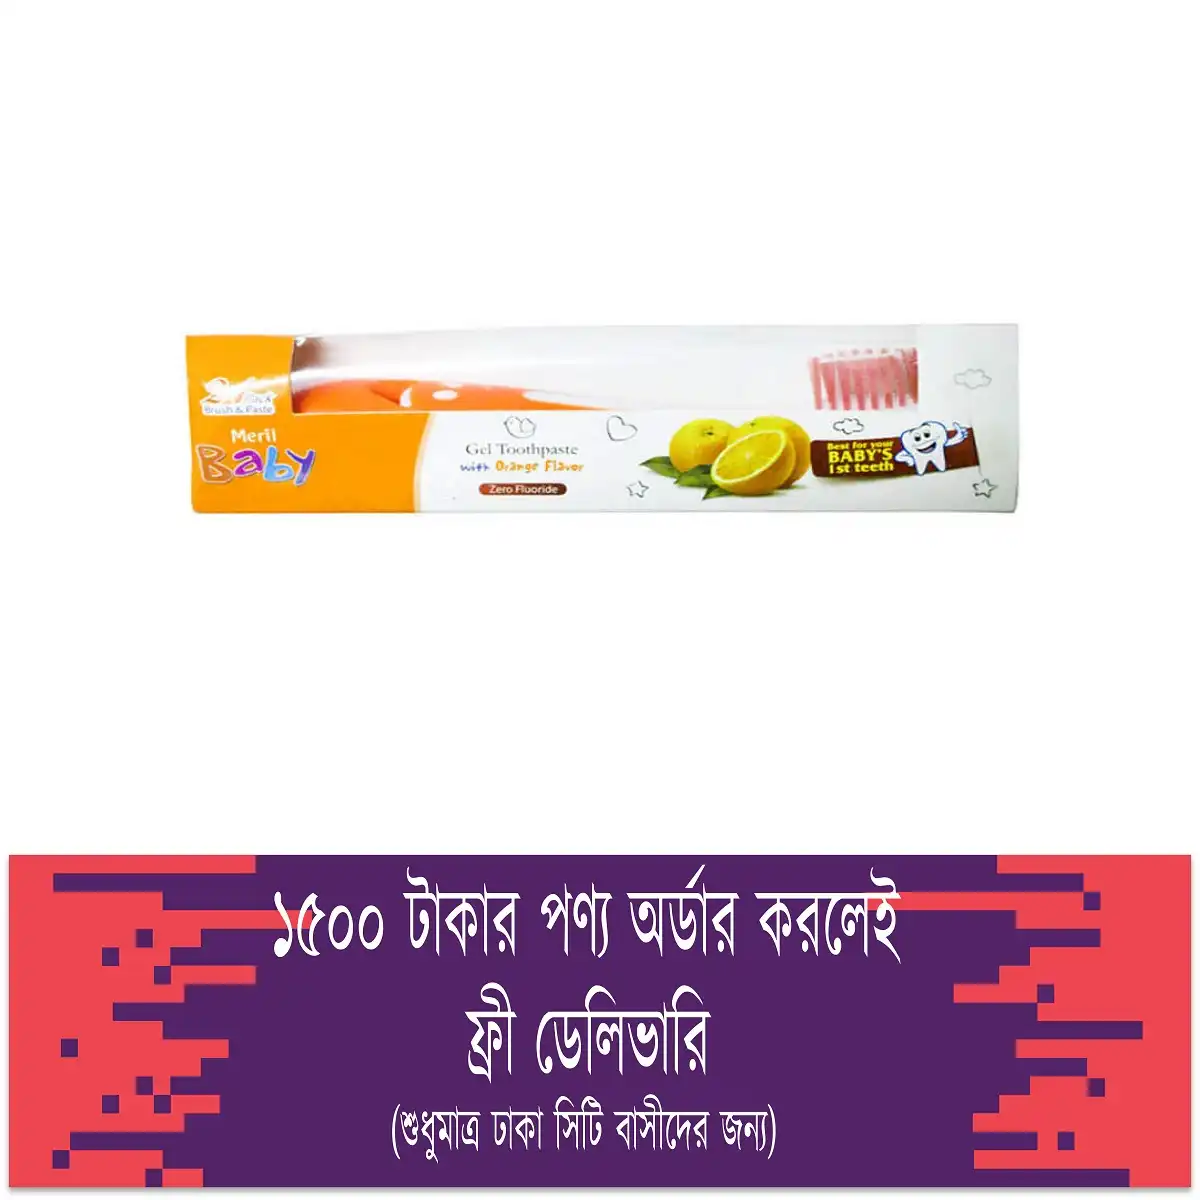 Brush & Paste
Meril
Baby
Gel Toothpaste
with Orange Flavor
Zero Fluoride
Best for your
BABY'S
1st teeth
১৫০০ টাকার পণ্য অর্ডার করলেই
ফ্রী ডেলিভারি
(শুধুমাত্র ঢাকা সিটি বাসীদের জন্য)